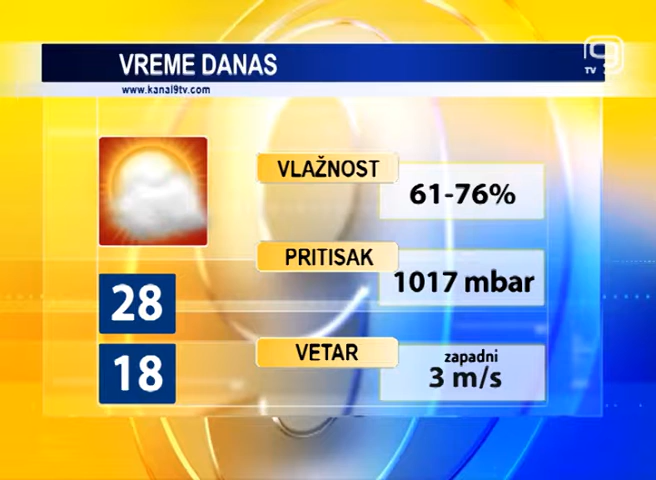 VREME DANAS
www.kanal9tv.com
9
TV
VLAŽNOST
61-76%
PRITISAK
1017 mbar
28
VETAR
zapadni
3 m/s
18